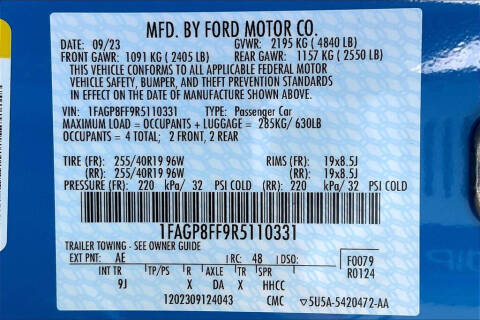 MFD. BY FORD MOTOR CO.
DATE: 09/23 GVWR: 2195 KG ( 4840 LB)
FRONT GAWR: 1091 KG ( 2405 LB) REAR GAWR: 1157 KG ( 2550 LB)
THIS VEHICLE CONFORMS TO ALL APPLICABLE FEDERAL MOTOR
VEHICLE SAFETY, BUMPER, AND THEFT PREVENTION STANDARDS
IN EFFECT ON THE DATE OF MANUFACTURE SHOWN ABOVE.
VIN: 1FAGP8FF9R5110331 TYPE: Passenger Car
MAXIMUM LOAD = OCCUPANTS + LUGGAGE = 285KG/ 630LB
OCCUPANTS = 4 TOTAL; 2 FRONT, 2 REAR
TIRE (FR): 255/40R19 96W RIMS (FR): 19x8.5J
(RR): 255/40R19 96W (RR): 19x8.5J
PRESSURE (FR): 220 kPa/ 32 PSI COLD (RR): 220 kPa/ 32 PSI COLD
1FAGP8FF9R5110331
TRAILER TOWING - SEE OWNER GUIDE
EXT PNT: AE RC: 48 DSO: F0079
INT TR TP/PS R AXLE TR SPR R0124
9J X D X HHCC
1202309124043 CMC 5U5A-5420472-AA